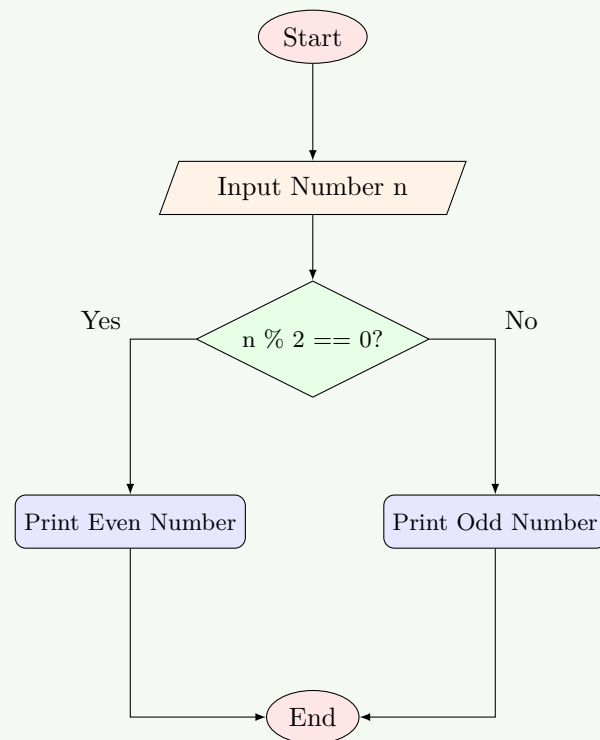 Start
Input Number n
Yes
n % 2 == 0?
No
Print Even Number
Print Odd Number
End